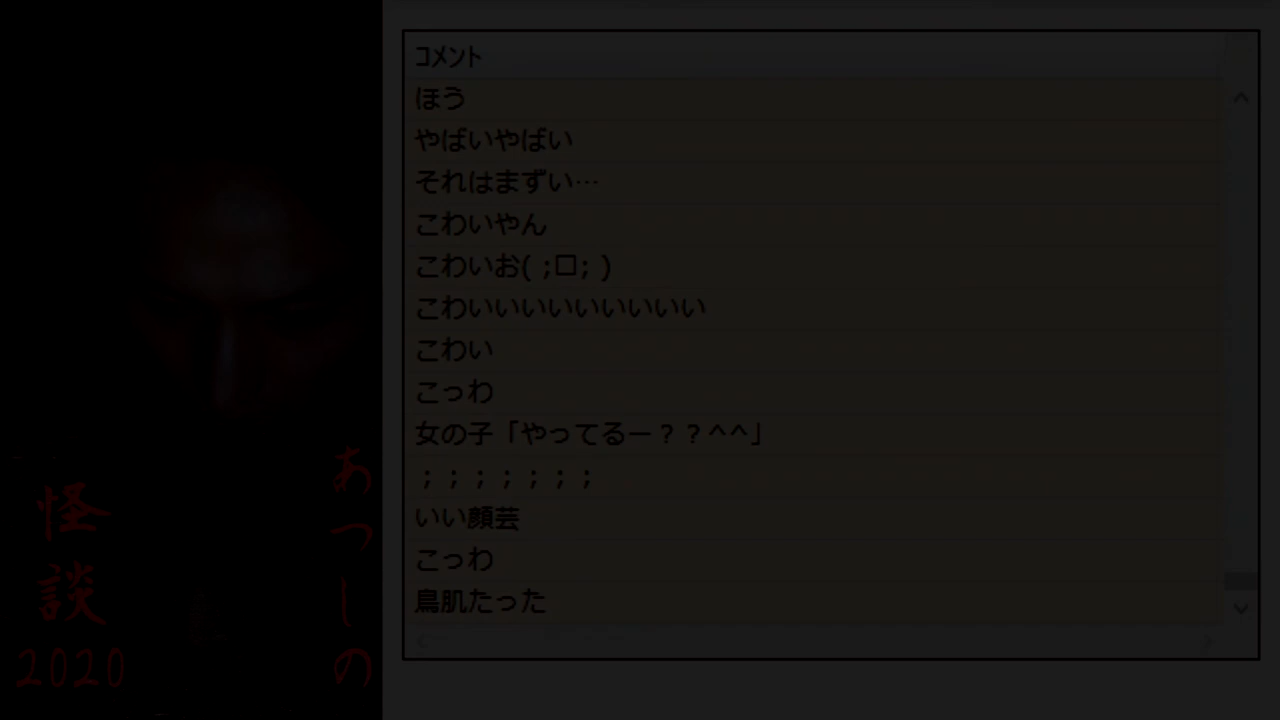 コメント
ほう
やばいやばい
それはまずい…
こわいやん
こわいお( ;□; )
こわいいいいいいいいい
こわい
こっわ
女の子「やってるー？？^^」
；；；；；；；
いい顔芸
こっわ
鳥肌たった
あつしの
怪談
2020